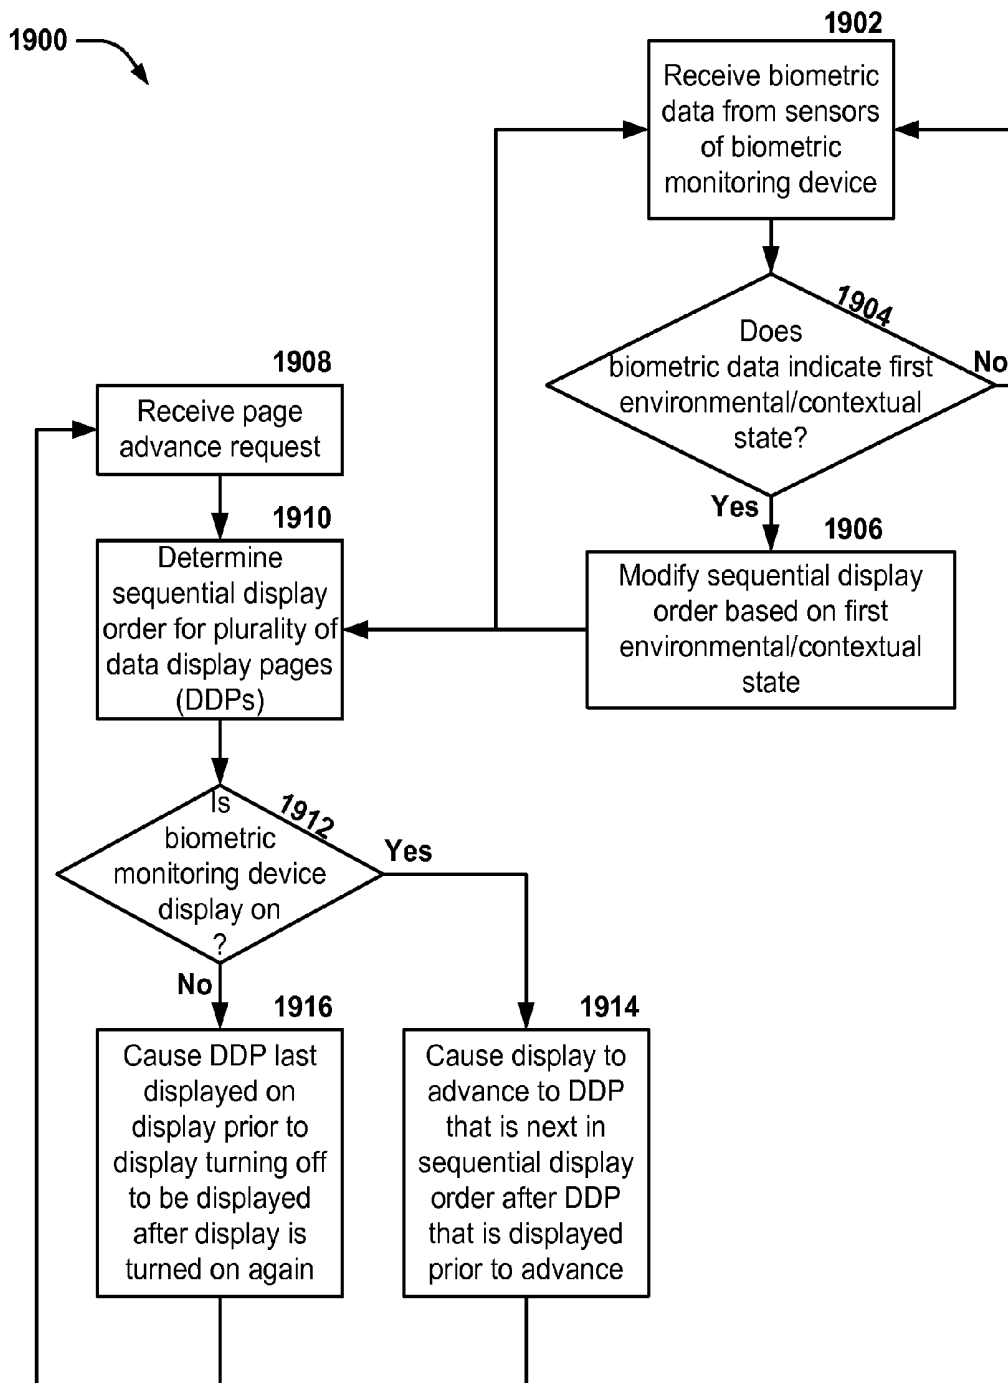 1900
1902
Receive biometric
data from sensors
of biometric
monitoring device
1904
Does
biometric data indicate first
environmental/contextual
state?
No
Yes
1906
Modify sequential display
order based on first
environmental/contextual
state
1908
Receive page
advance request
1910
Determine
sequential display
order for plurality of
data display pages
(DDPs)
1912
Is
biometric
monitoring device
display on
?
Yes
No
1916
Cause DDP last
displayed on
display prior to
display turning off
to be displayed
after display is
turned on again
1914
Cause display to
advance to DDP
that is next in
sequential display
order after DDP
that is displayed
prior to advance